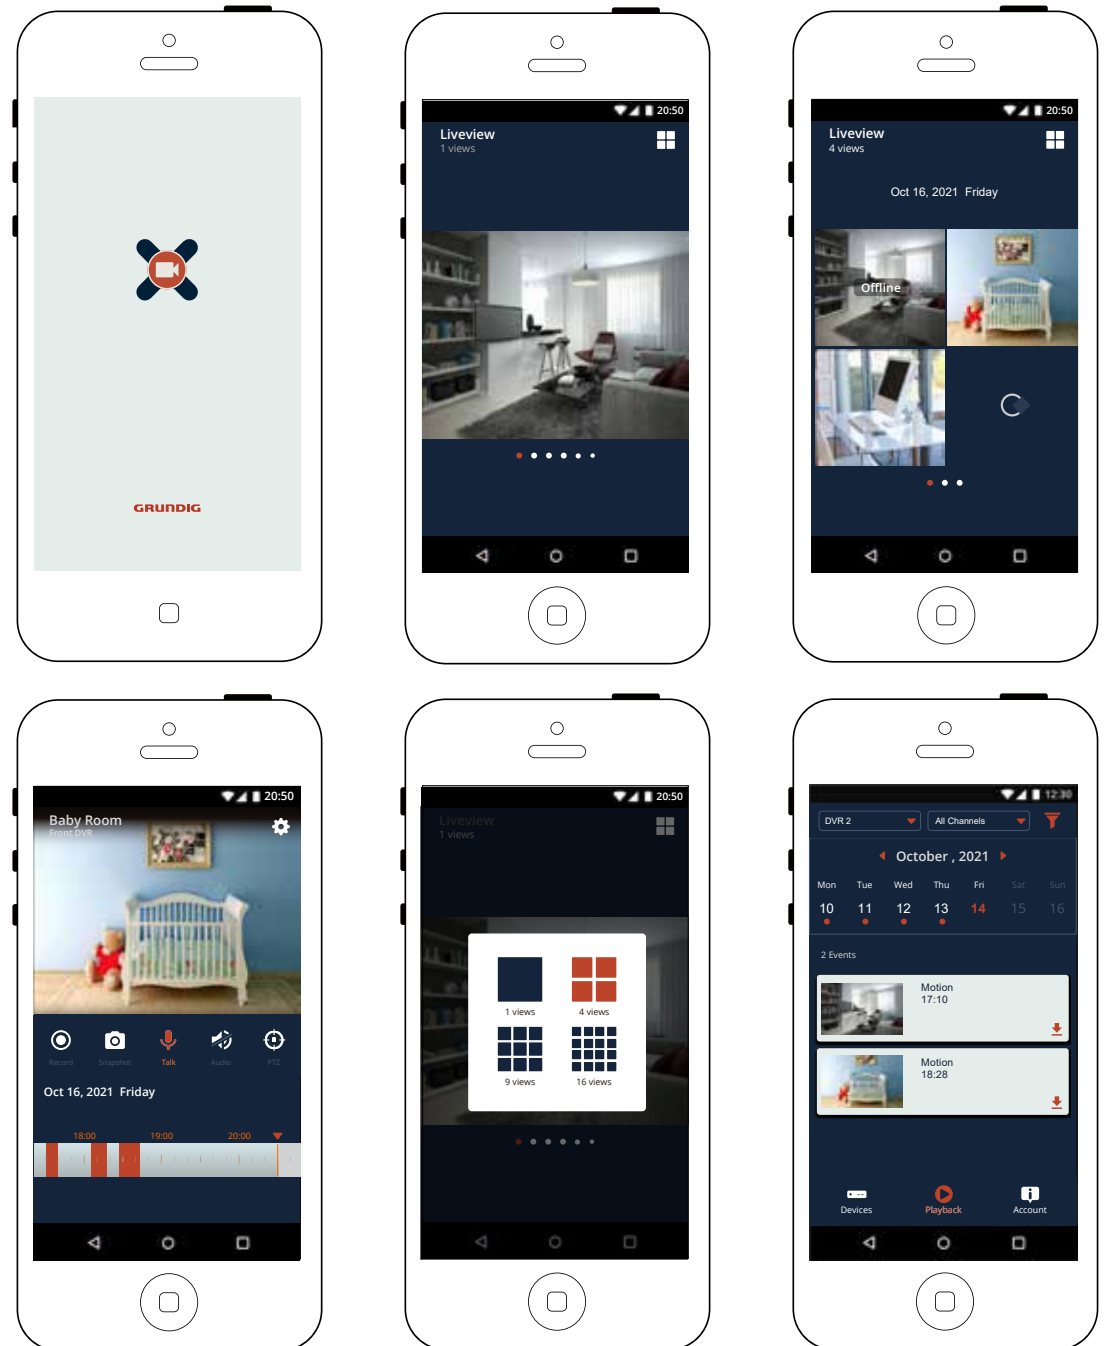 GRUNDIG
20:50
Liveview
1 views
20:50
Liveview
4 views
Oct 16, 2021 Friday
Offline
20:50
Baby Room
Front DVR
Record
Snapshot
Talk
Audio
PTZ
Oct 16, 2021 Friday
18:00
19:00
20:00
20:50
Liveview
1 views
1 views
4 views
9 views
16 views
12:30
DVR 2
All Channels
October , 2021
Mon Tue Wed Thu Fri Sat Sun
10 11 12 13 14 15 16
2 Events
Motion
17:10
Motion
18:28
Devices
Playback
Account